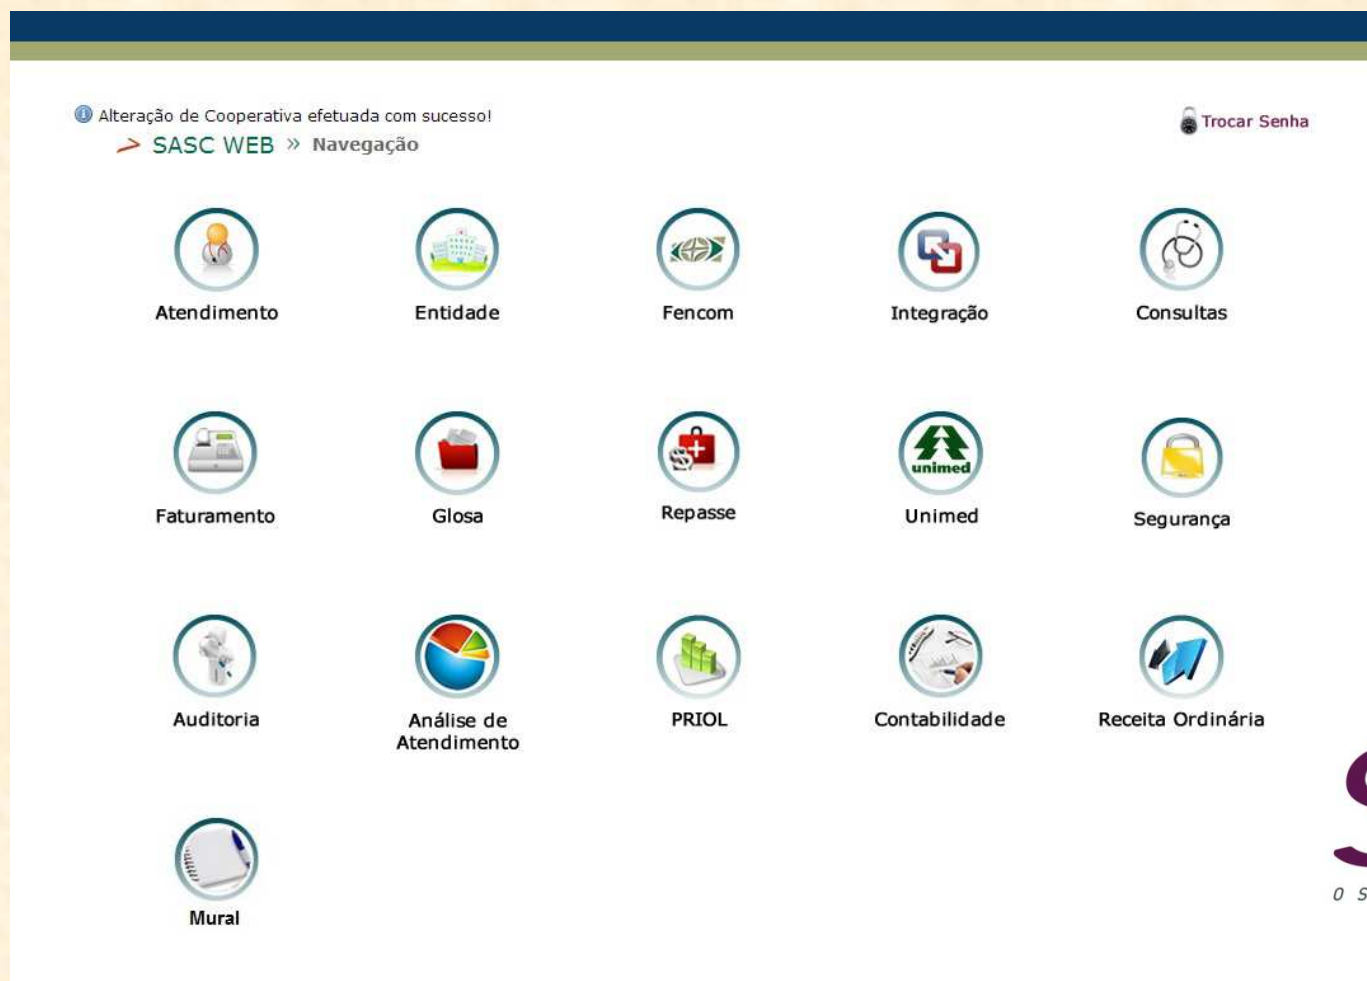 Alteração de Cooperativa efetuada com sucesso!
Trocar Senha
SASC WEB » Navegação
Atendimento
Entidade
Fencom
Integração
Consultas
unimed
Faturamento
Glosa
Repasse
Unimed
Segurança
Auditoria
Análise de
Atendimento
PRIOL
Contabilidade
Receita Ordinária
S
O S
Mural